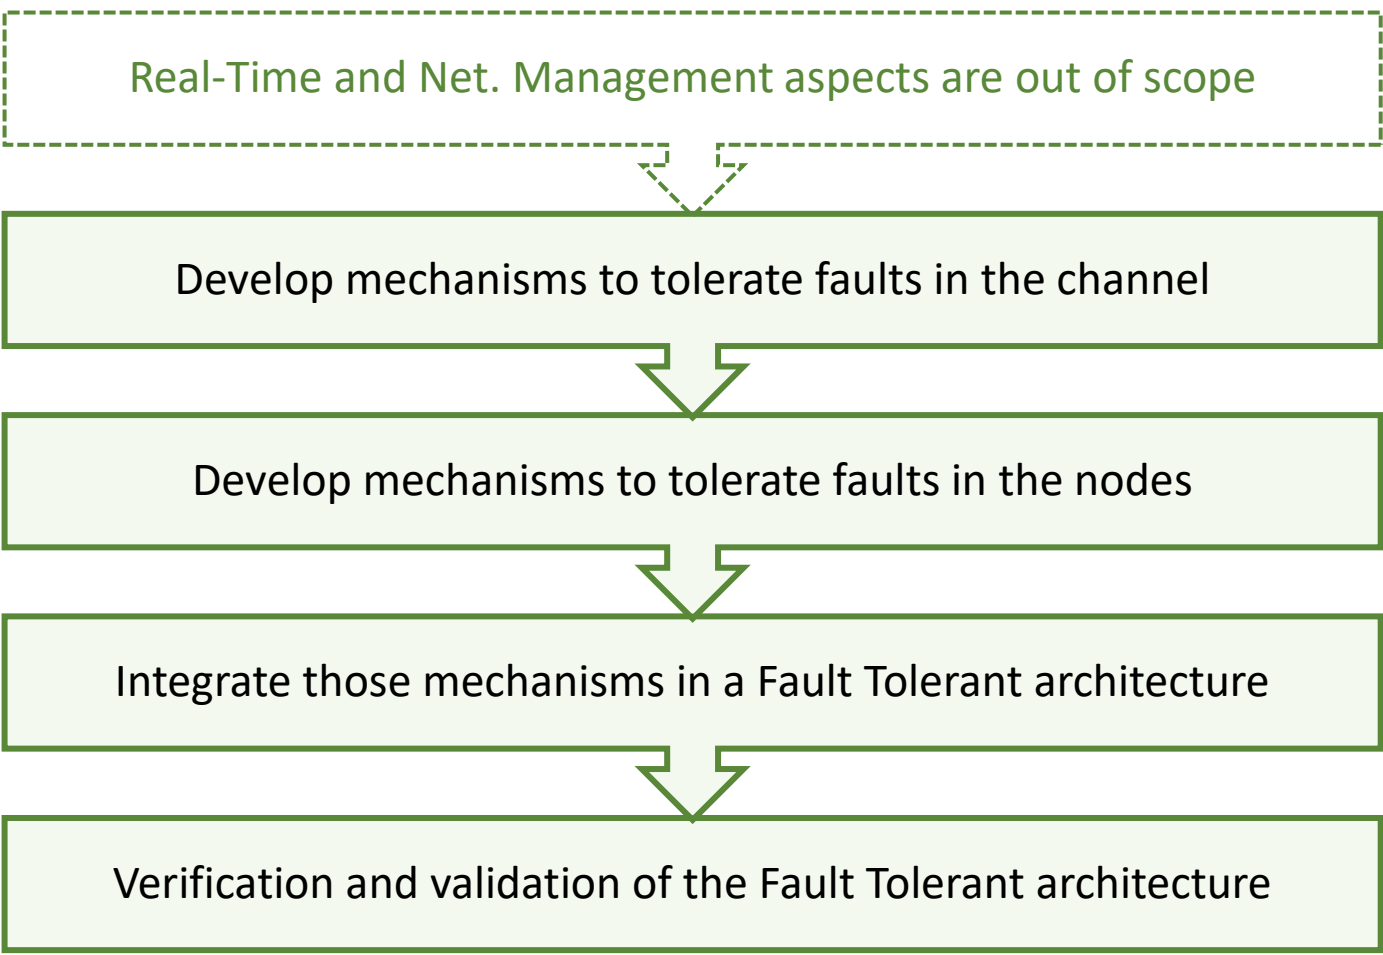 Real-Time and Net. Management aspects are out of scope
Develop mechanisms to tolerate faults in the channel
Develop mechanisms to tolerate faults in the nodes
Integrate those mechanisms in a Fault Tolerant architecture
Verification and validation of the Fault Tolerant architecture